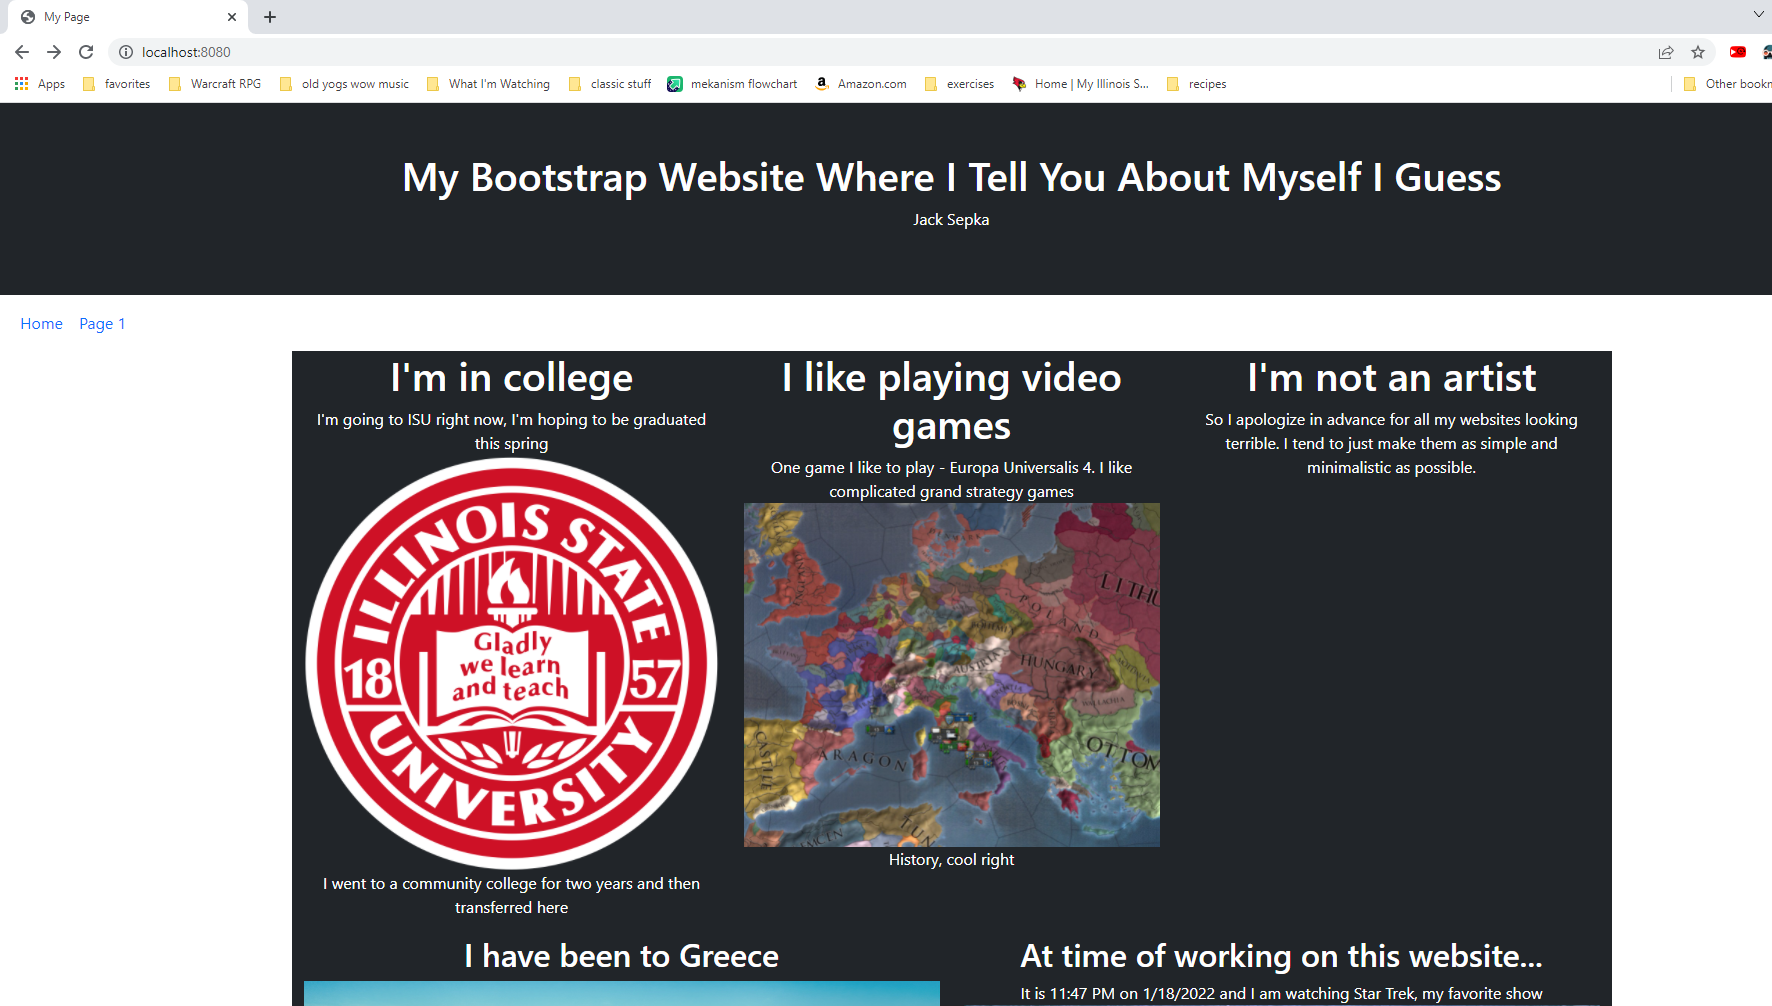 My Page
localhost:8080
Apps favorites Warcraft RPG old yogs wow music What I'm Watching classic stuff mekanism flowchart Amazon.com exercises Home | My Illinois S... recipes Other bookm
My Bootstrap Website Where I Tell You About Myself I Guess
Jack Sepka
Home Page 1
I'm in college
I'm going to ISU right now, I'm hoping to be graduated
this spring
ILLINOIS STATE
UNIVERSITY
18 57
Gladly
we learn
and teach
I went to a community college for two years and then
transferred here
I like playing video
games
One game I like to play - Europa Universalis 4. I like
complicated grand strategy games
LITHU
POLAND
AUSTRIA
HUNGARY
WALLACHIA
OTTOM
ARAGON
CASTILE
TUN
History, cool right
I'm not an artist
So I apologize in advance for all my websites looking
terrible. I tend to just make them as simple and
minimalistic as possible.
I have been to Greece
At time of working on this website...
It is 11:47 PM on 1/18/2022 and I am watching Star Trek, my favorite show